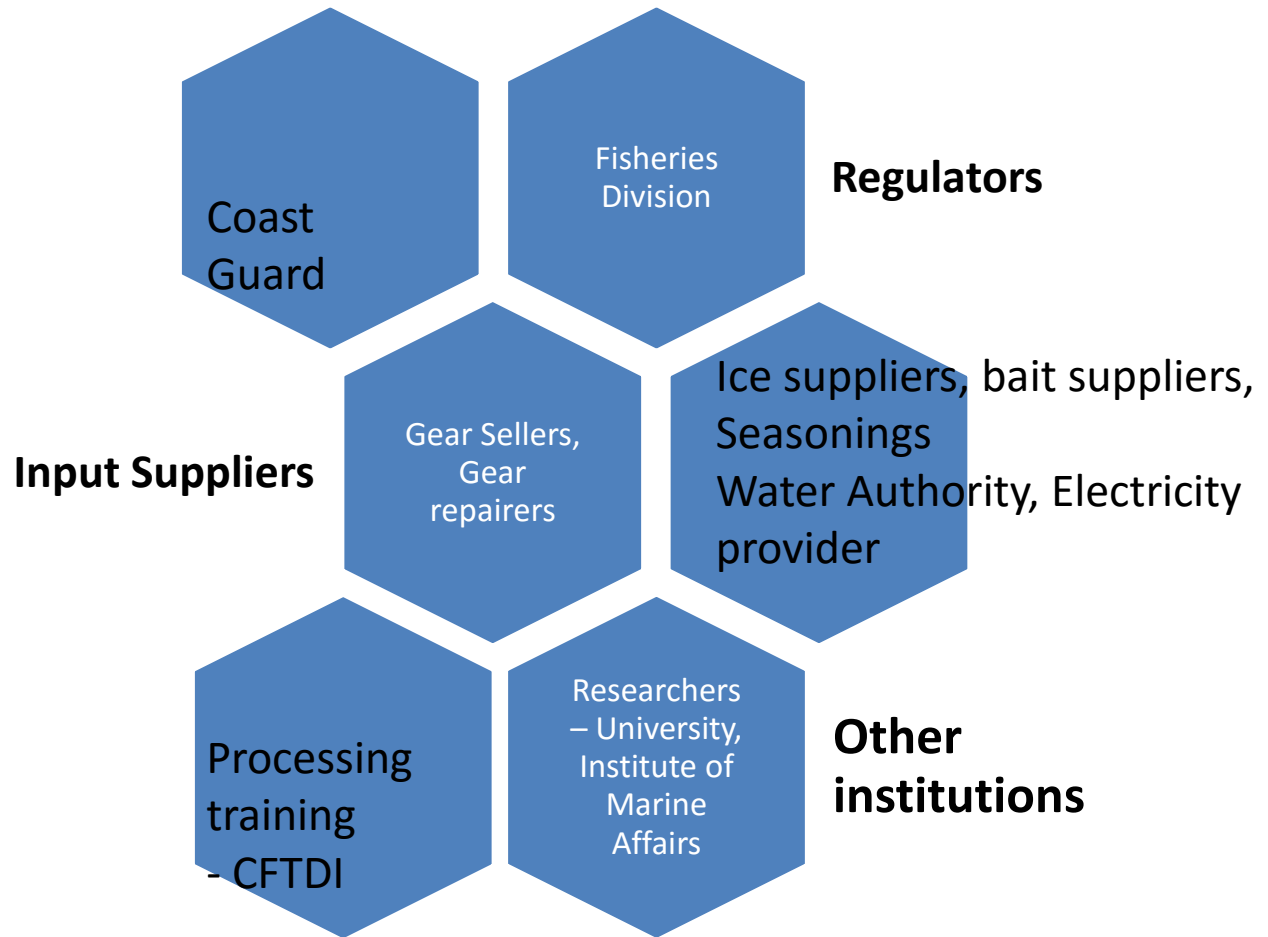 Coast
Guard
Fisheries
Division
Regulators
Input Suppliers
Gear Sellers,
Gear
repairers
Ice suppliers, bait suppliers,
Seasonings
Water Authority, Electricity
provider
Processing
training
- CFTDI
Researchers
– University,
Institute of
Marine
Affairs
Other
institutions